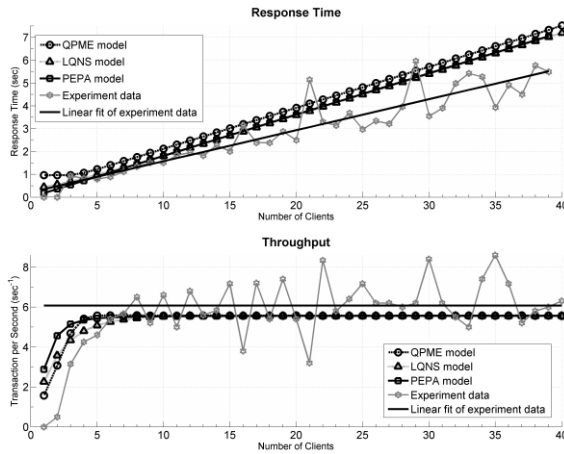 Response Time
Response Time (sec)
7
6
5
4
3
2
1
0
QPME model
LQNS model
PEPA model
Experiment data
Linear fit of experiment data
0 5 10 15 20 25 30 35 40
Number of Clients
Throughput
Transaction per Second (sec⁻¹)
8
6
4
2
0
QPME model
LQNS model
PEPA model
Experiment data
Linear fit of experiment data
0 5 10 15 20 25 30 35 40
Number of Clients